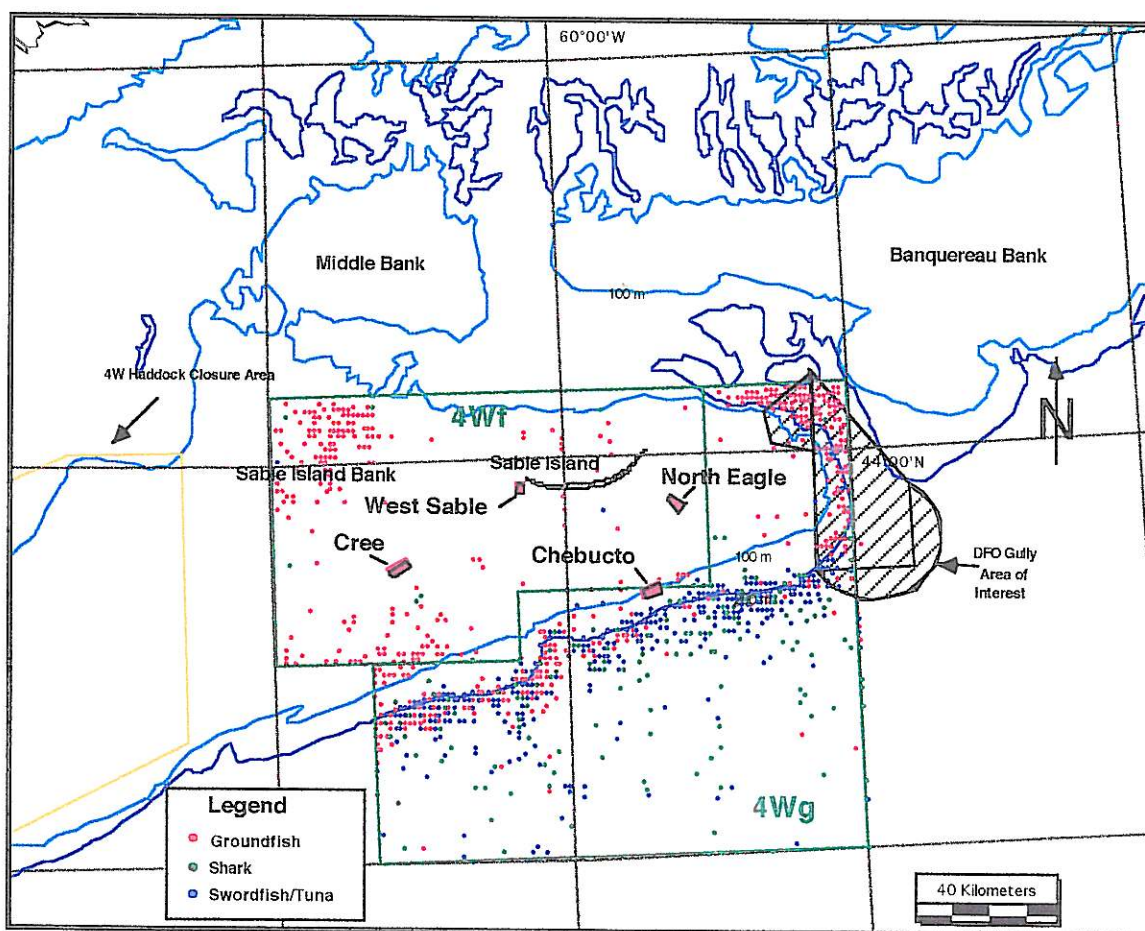 60°00'W
Middle Bank
Banquereau Bank
100 m
4W Haddock Closure Area
4Wf
N
Sable Island
44°00'N
Sable Island Bank
West Sable
North Eagle
Cree
Chebucto
100 m
DFO Gully
Area of
Interest
4Wg
Legend
Groundfish
Shark
Swordfish/Tuna
40 Kilometers